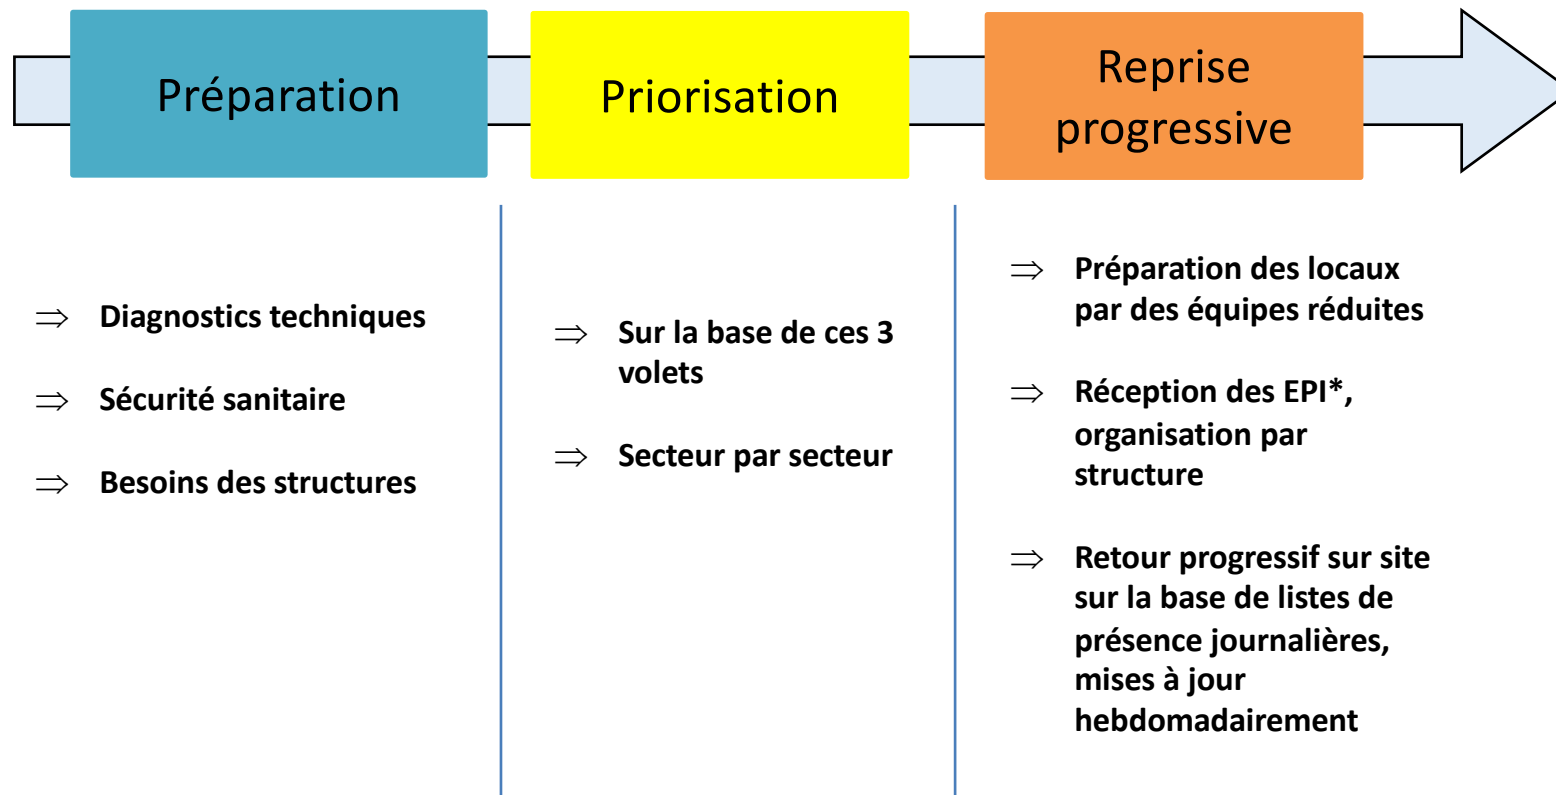 Préparation
Priorisation
Reprise
progressive
⇒ Diagnostics techniques
⇒ Sécurité sanitaire
⇒ Besoins des structures
⇒ Sur la base de ces 3
volets
⇒ Secteur par secteur
⇒ Préparation des locaux
par des équipes réduites
⇒ Réception des EPI*,
organisation par
structure
⇒ Retour progressif sur site
sur la base de listes de
présence journalières,
mises à jour
hebdomadairement